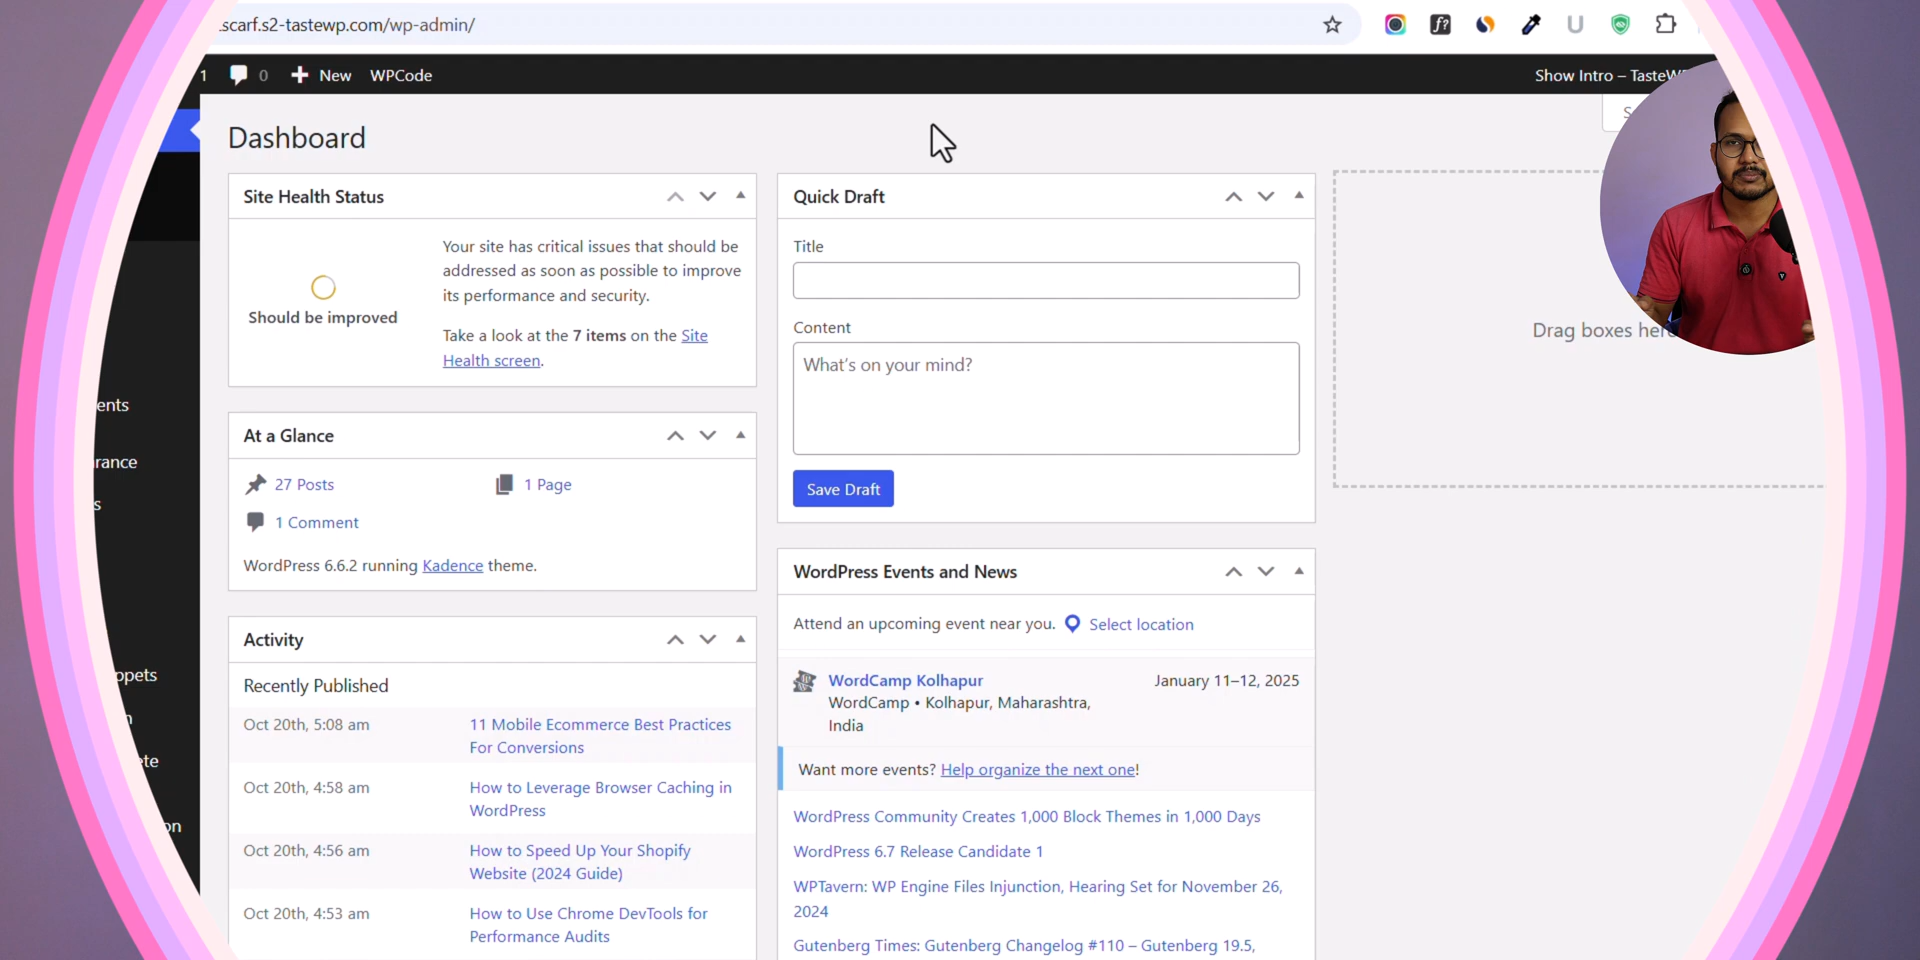 scarf.s2-tastewp.com/wp-admin/
1 0 New WPCode
Show Intro – TasteWP
Dashboard
Site Health Status
Should be improved
Your site has critical issues that should be
addressed as soon as possible to improve
its performance and security.
Take a look at the 7 items on the Site
Health screen.
At a Glance
27 Posts
1 Page
1 Comment
WordPress 6.6.2 running Kadence theme.
Activity
Recently Published
Oct 20th, 5:08 am
11 Mobile Ecommerce Best Practices
For Conversions
Oct 20th, 4:58 am
How to Leverage Browser Caching in
WordPress
Oct 20th, 4:56 am
How to Speed Up Your Shopify
Website (2024 Guide)
Oct 20th, 4:53 am
How to Use Chrome DevTools for
Performance Audits
Quick Draft
Title
Content
What's on your mind?
Save Draft
WordPress Events and News
Attend an upcoming event near you. Select location
WordCamp Kolhapur
January 11–12, 2025
WordCamp • Kolhapur, Maharashtra,
India
Want more events? Help organize the next one!
WordPress Community Creates 1,000 Block Themes in 1,000 Days
WordPress 6.7 Release Candidate 1
WPTavern: WP Engine Files Injunction, Hearing Set for November 26,
2024
Gutenberg Times: Gutenberg Changelog #110 – Gutenberg 19.5,
Drag boxes here